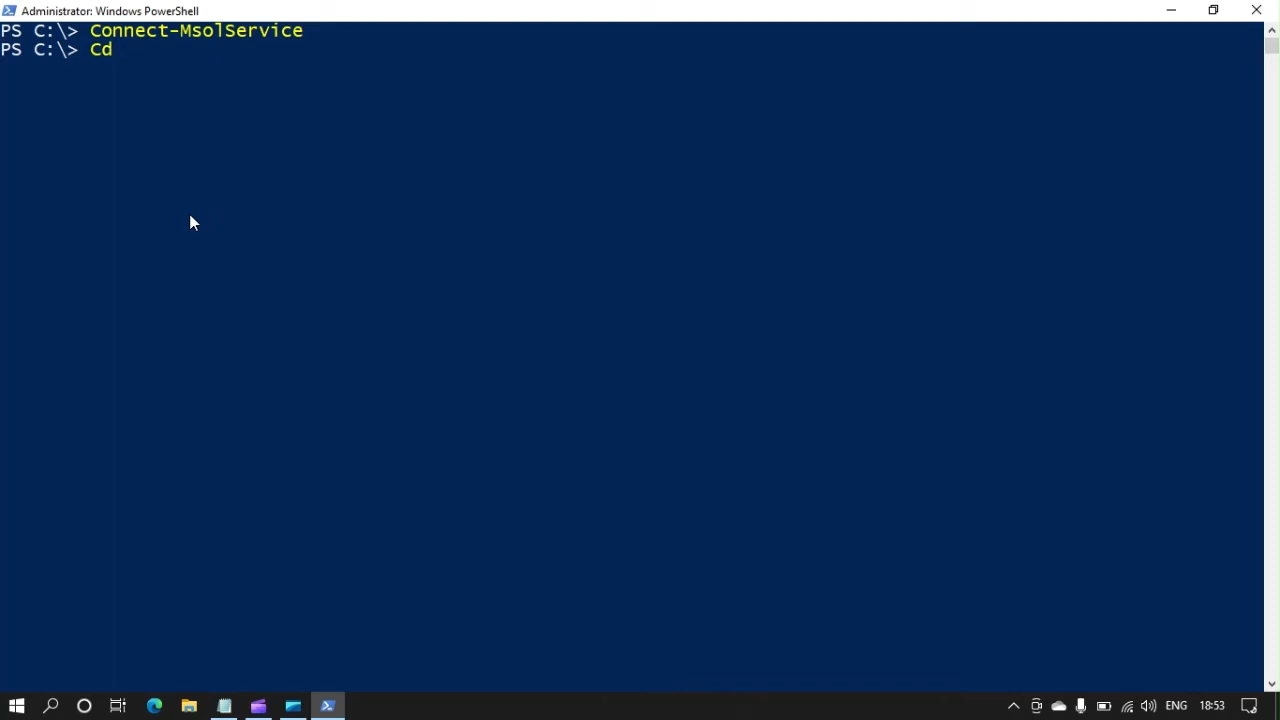 Administrator: Windows PowerShell
PS C:\> Connect-MsolService
PS C:\> Cd
ENG
18:53